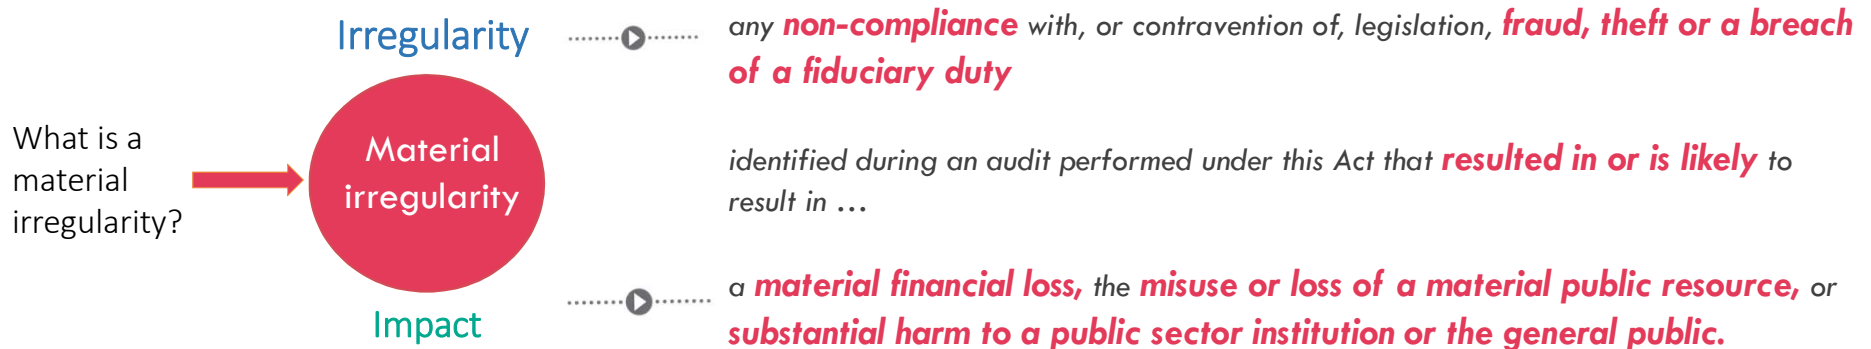 What is a
material
irregularity?
Irregularity
Material
irregularity
Impact
any non-compliance with, or contravention of, legislation, fraud, theft or a breach
of a fiduciary duty
identified during an audit performed under this Act that resulted in or is likely to
result in ...
a material financial loss, the misuse or loss of a material public resource, or
substantial harm to a public sector institution or the general public.